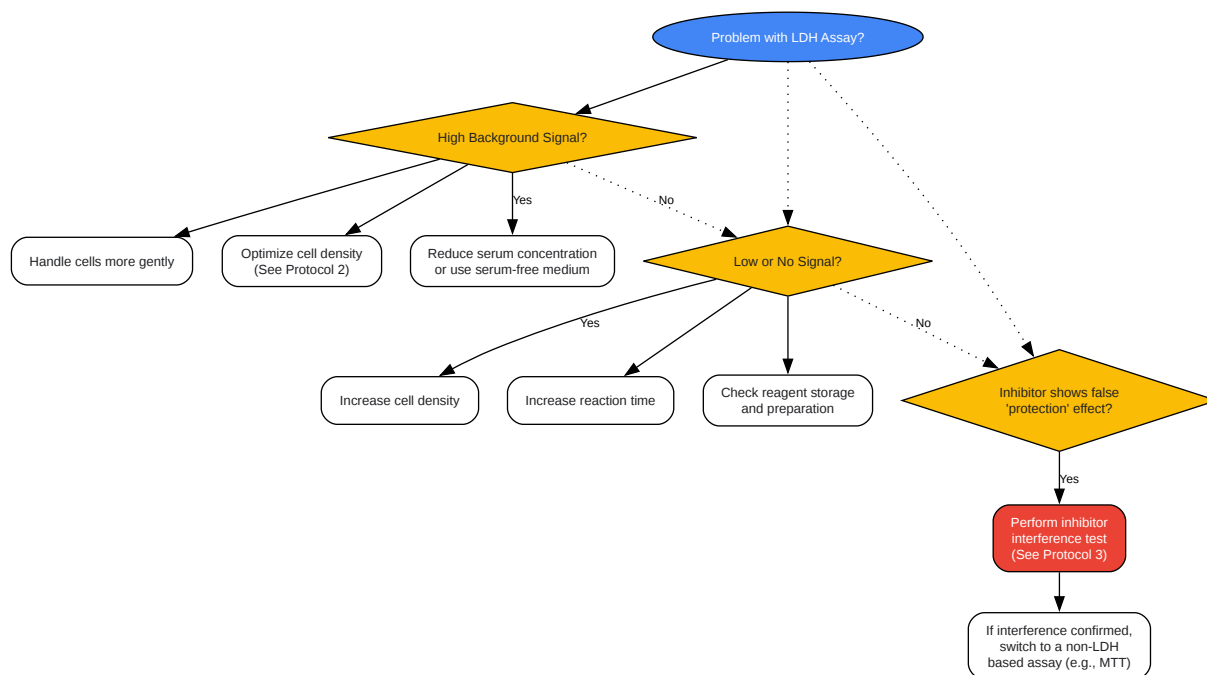 Problem with LDH Assay?
High Background Signal?
Yes
No
Handle cells more gently
Optimize cell density
(See Protocol 2)
Reduce serum concentration
or use serum-free medium
Low or No Signal?
Yes
No
Increase cell density
Increase reaction time
Check reagent storage
and preparation
Inhibitor shows false
'protection' effect?
Yes
Perform inhibitor
interference test
(See Protocol 3)
If interference confirmed,
switch to a non-LDH
based assay (e.g., MTT)